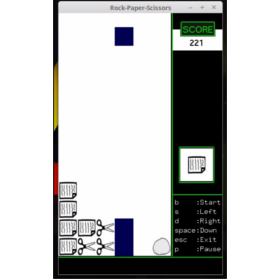 Rock-Paper-Scissors
SCORE
221
b :Start
s :Left
d :Right
space:Down
esc :Exit
p :Pause